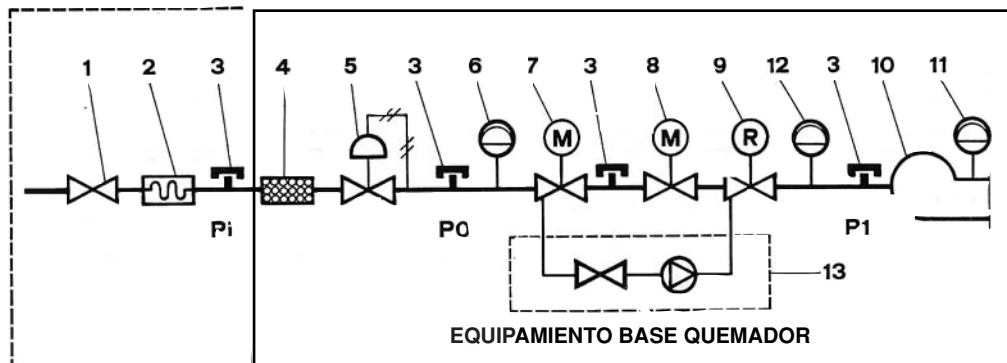 1 2 3 4 5 3 6 7 3 8 9 12 3 10 11
M M R
Pi P0 P1
13
EQUIPAMIENTO BASE QUEMADOR